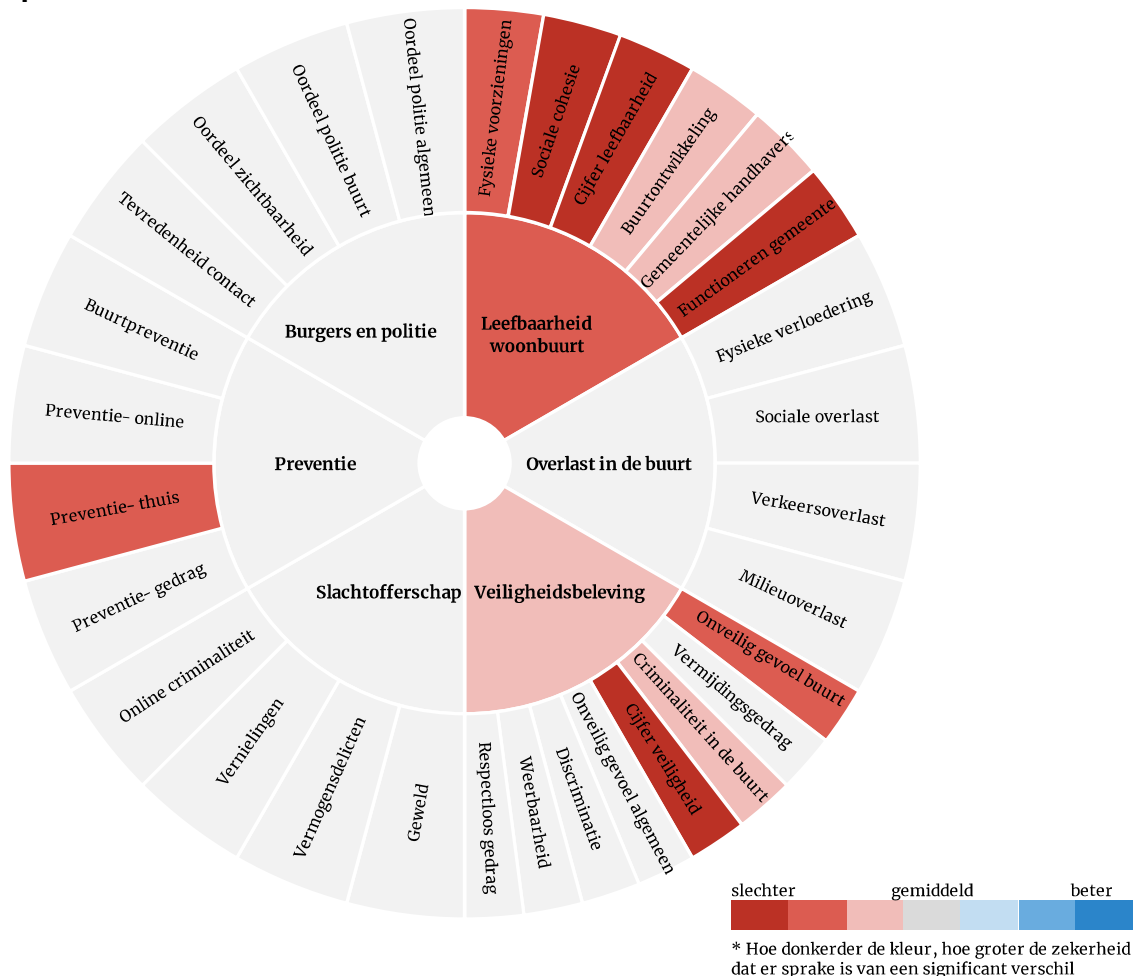 Fysieke voorzieningen
Sociale cohesie
Cijfer leefbaarheid
Buurtontwikkeling
Gemeentelijke handhavers
Functioneren gemeente
Fysieke verloedering
Sociale overlast
Verkeersoverlast
Milieuoverlast
Onveilig gevoel buurt
Vermijdingsgedrag
Criminaliteit in de buurt
Cijfer veiligheid
Onveilig gevoel algemeen
Discriminatie
Weerbaarheid
Respectloos gedrag
Geweld
Vermogensdelicten
Vernielingen
Online criminaliteit
Preventie- gedrag
Preventie- thuis
Preventie- online
Buurtpreventie
Tevredenheid contact
Oordeel zichtbaarheid
Oordeel politie buurt
Oordeel politie algemeen
Leefbaarheid
woonbuurt
Overlast in de buurt
Veiligheidsbeleving
Slachtofferschap
Preventie
Burgers en politie
slechter gemiddeld beter
* Hoe donkerder de kleur, hoe groter de zekerheid
dat er sprake is van een significant verschil